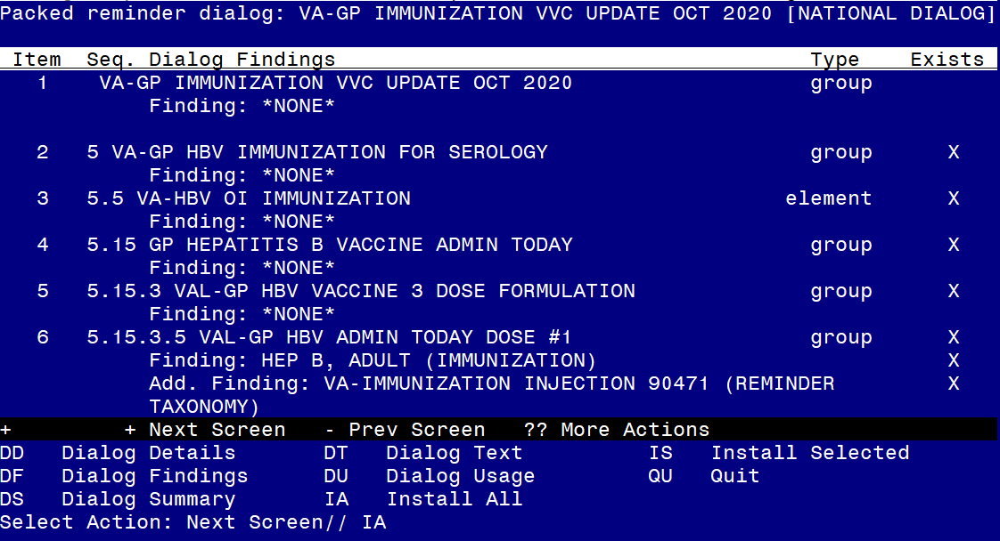 Packed reminder dialog: VA-GP IMMUNIZATION VVC UPDATE OCT 2020 [NATIONAL DIALOG]
Item  Seq. Dialog Findings  Type  Exists
1  VA-GP IMMUNIZATION VVC UPDATE OCT 2020  group
Finding: *NONE*
2  5 VA-GP HBV IMMUNIZATION FOR SEROLOGY  group  X
Finding: *NONE*
3  5.5 VA-HBV OI IMMUNIZATION  element  X
Finding: *NONE*
4  5.15 GP HEPATITIS B VACCINE ADMIN TODAY  group  X
Finding: *NONE*
5  5.15.3 VAL-GP HBV VACCINE 3 DOSE FORMULATION  group  X
Finding: *NONE*
6  5.15.3.5 VAL-GP HBV ADMIN TODAY DOSE #1  group  X
Finding: HEP B, ADULT (IMMUNIZATION)  X
Add. Finding: VA-IMMUNIZATION INJECTION 90471 (REMINDER  X
TAXONOMY)
+  + Next Screen  - Prev Screen  ?? More Actions
DD  Dialog Details  DT  Dialog Text  IS  Install Selected
DF  Dialog Findings  DU  Dialog Usage  QU  Quit
DS  Dialog Summary  IA  Install All
Select Action: Next Screen// IA